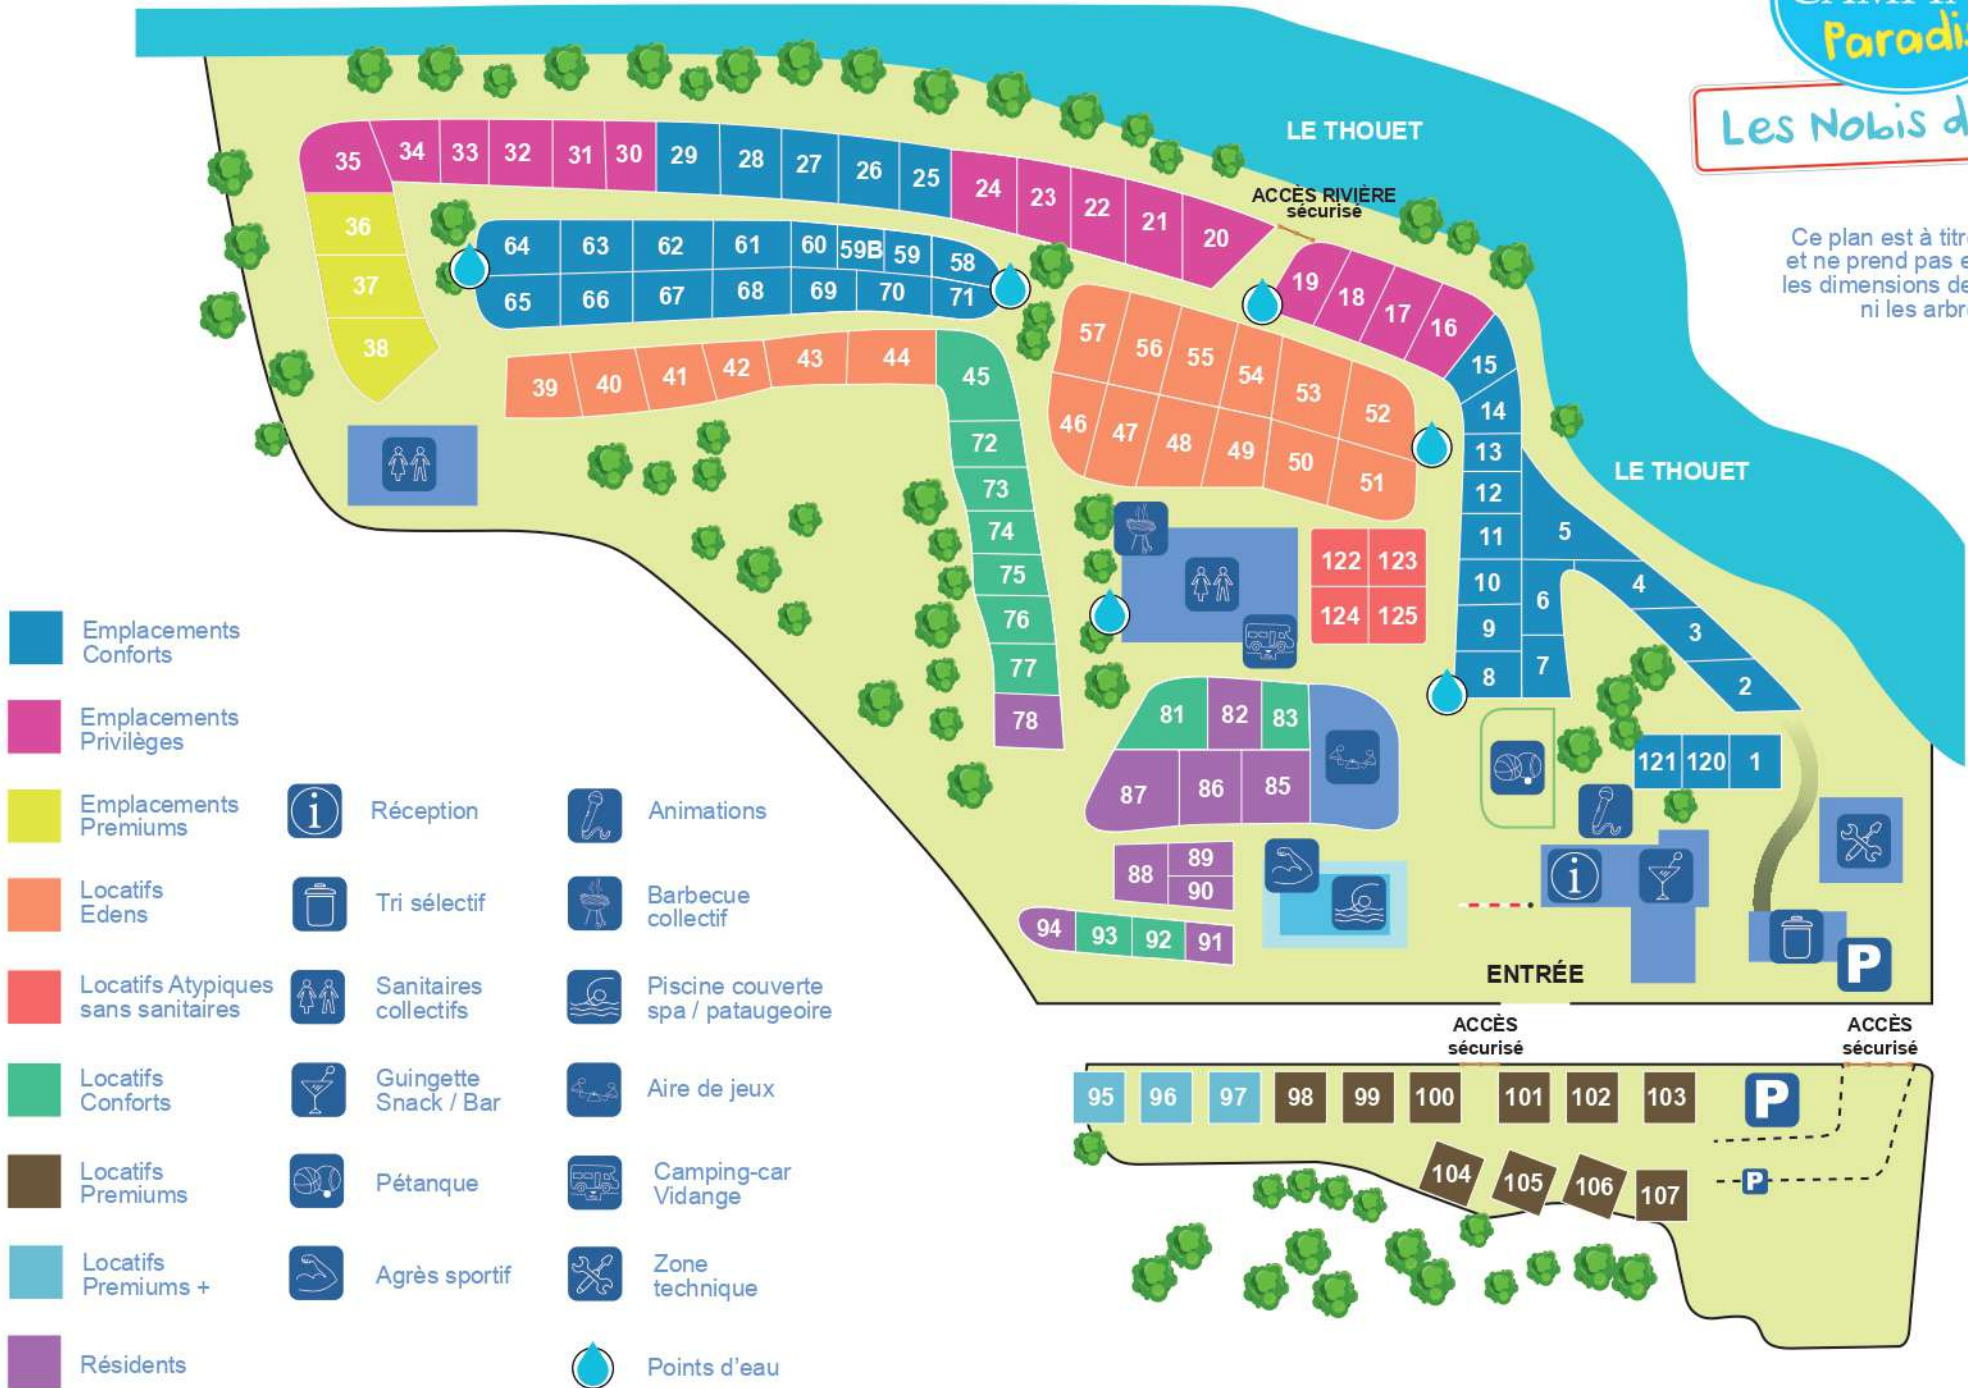 Paradis
Les Nobis d
LE THOUET
ACCÈS RIVIÈRE
sécurisé
Ce plan est à titr
et ne prend pas e
les dimensions de
ni les arbr
35 34 33 32 31 30 29 28 27 26 25 24 23 22 21 20
36
37
38
64 63 62 61 60 59B 59 58
65 66 67 68 69 70 71
19 18 17 16
15
14
13
12
11
10
9
8
57 56 55 54 53 52
46 47 48 49 50 51
39 40 41 42 43 44 45
72
73
74
75
76
77
78
LE THOUET
5
4
6
3
7
2
122 123
124 125
81 82 83
87 86 85
121 120 1
88 89
90
94 93 92 91
i
P
ENTRÉE
ACCÈS
sécurisé
ACCÈS
sécurisé
95 96 97 98 99 100 101 102 103 P
104 105 106 107 P
Emplacements
Conforts
Emplacements
Privilèges
Emplacements
Premiums
Locatifs
Edens
Locatifs Atypiques
sans sanitaires
Locatifs
Conforts
Locatifs
Premiums
Locatifs
Premiums +
Résidents
i
Réception
Tri sélectif
Sanitaires
collectifs
Guingette
Snack / Bar
Pétanque
Agrès sportif
Animations
Barbecue
collectif
Piscine couverte
spa / pataugeoire
Aire de jeux
Camping-car
Vidange
Zone
technique
Points d'eau